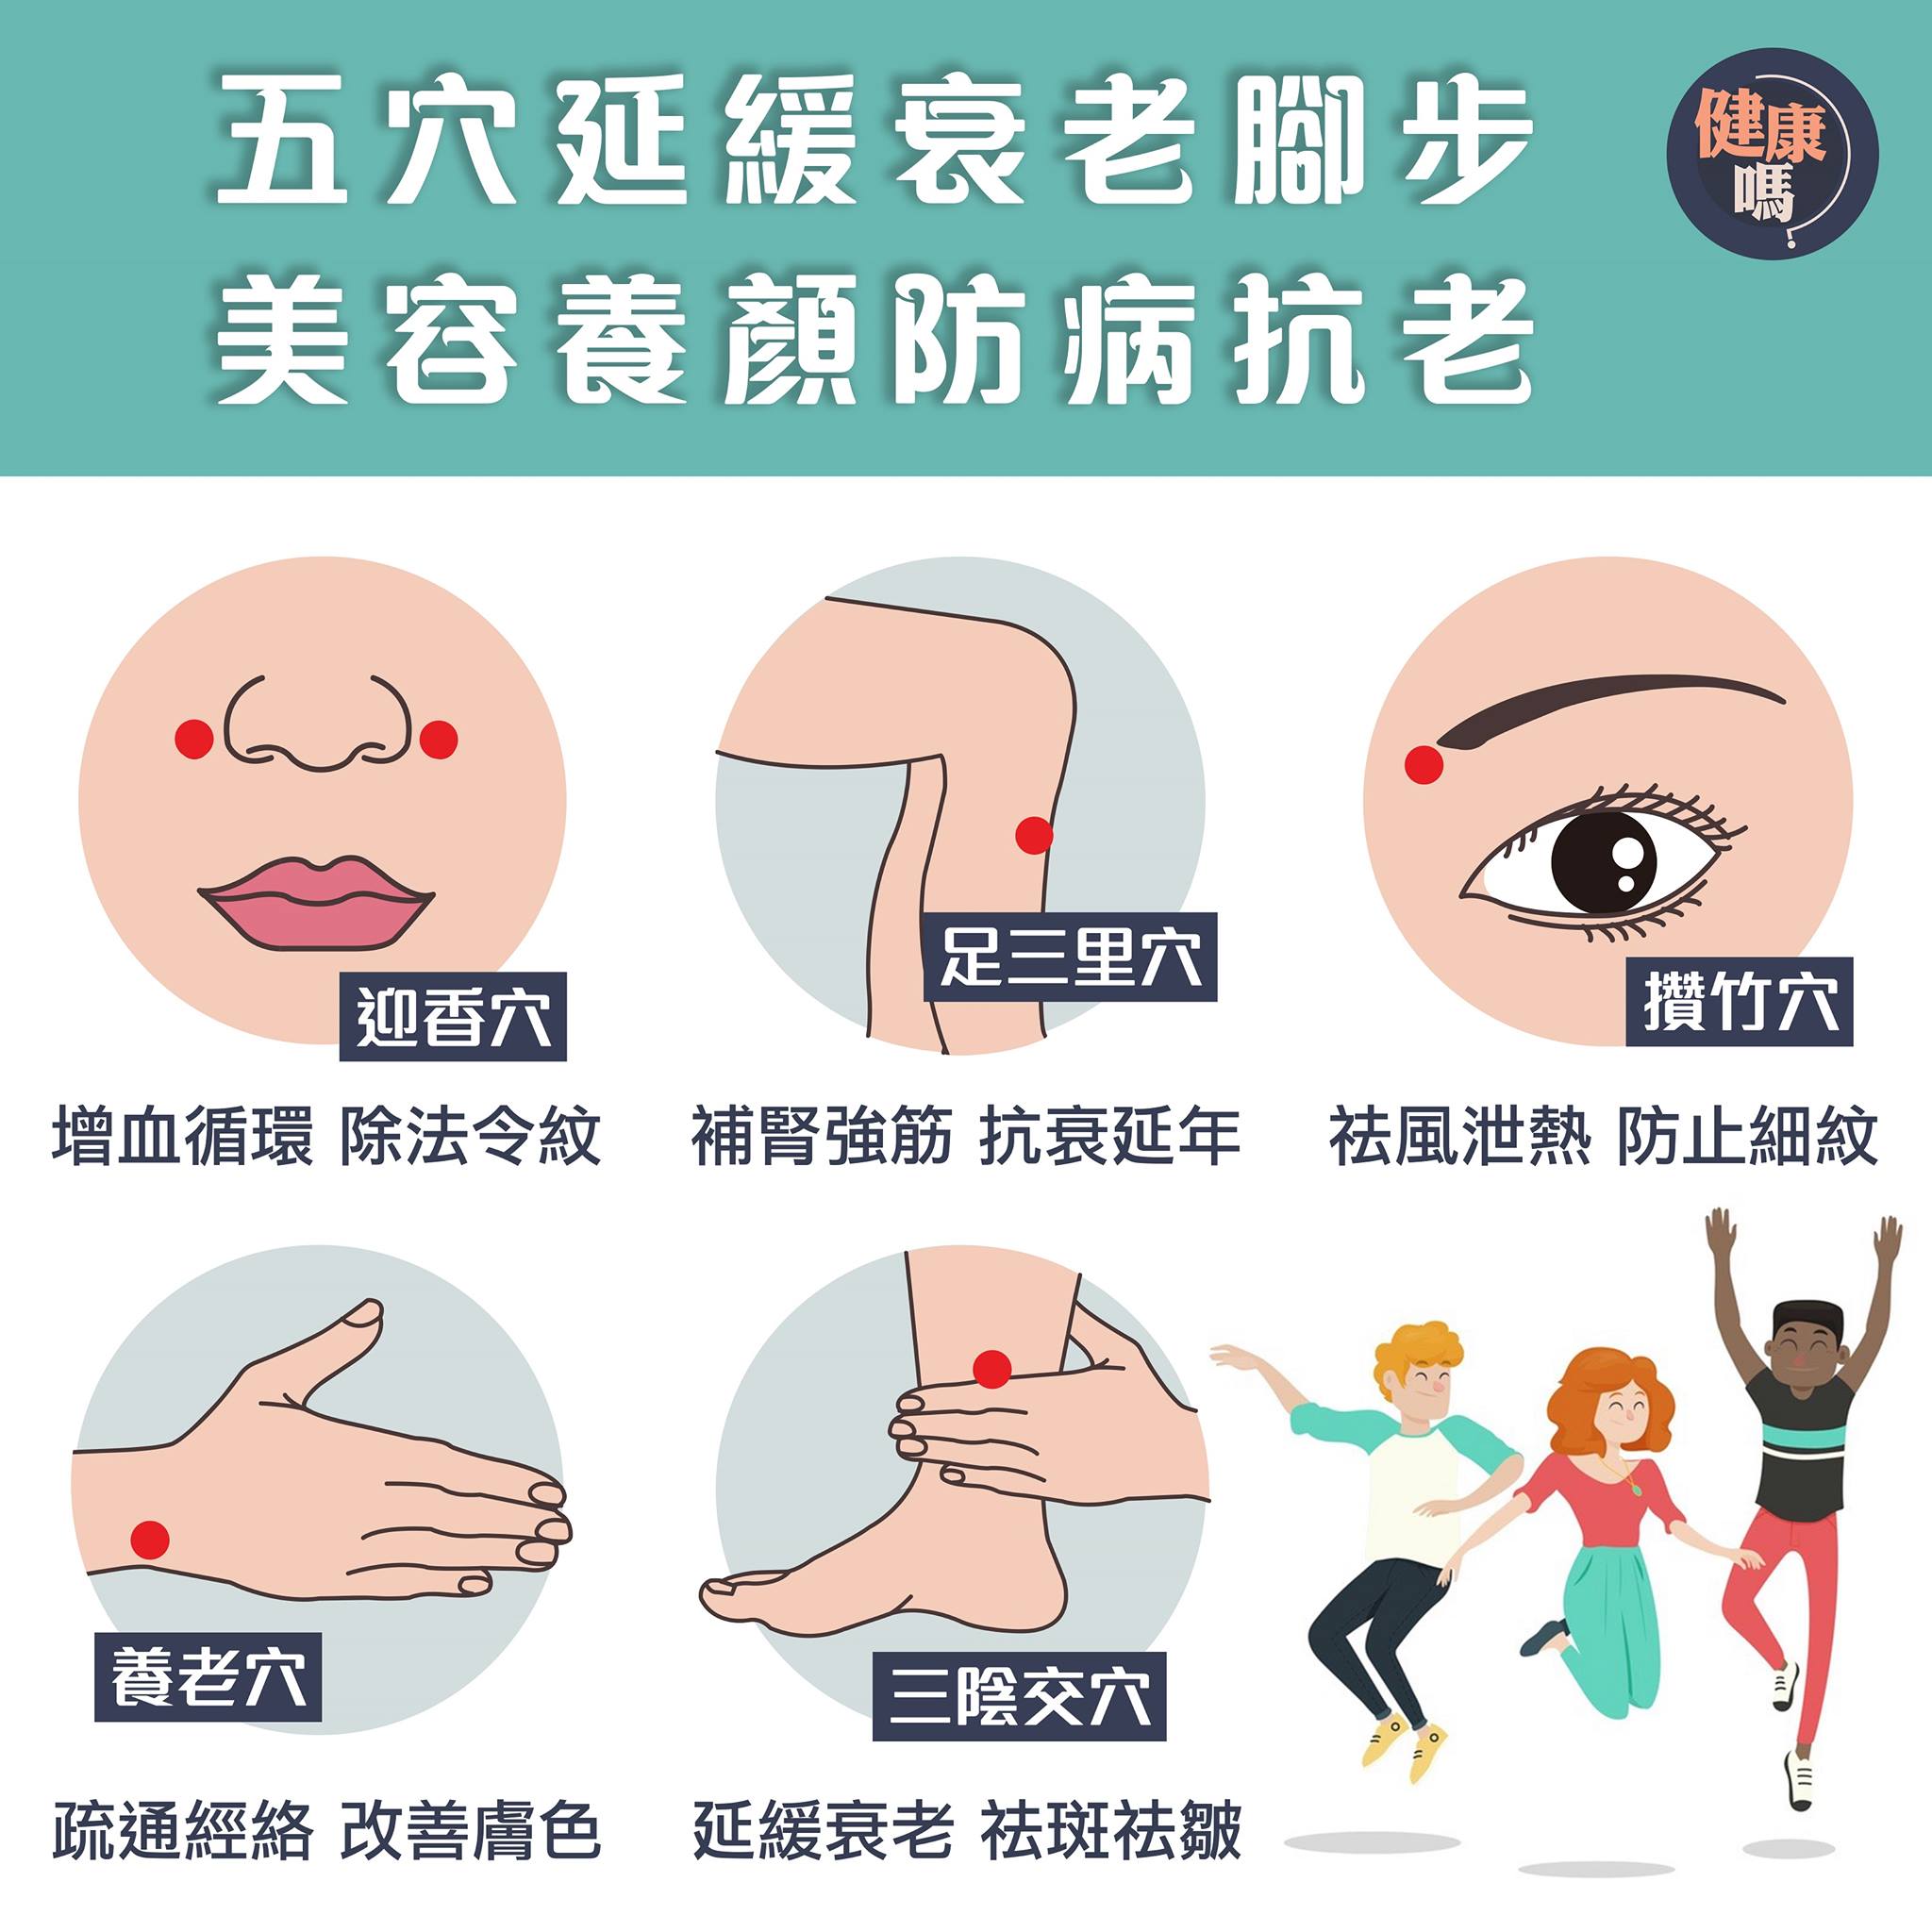 五穴延緩衰老腳步
美容養顏防病抗老
健康
嗎?
迎香穴
增血循環 除法令紋
足三里穴
補腎強筋 抗衰延年
攢竹穴
祛風泄熱 防止細紋
養老穴
疏通經絡 改善膚色
三陰交穴
延緩衰老 祛斑祛皺